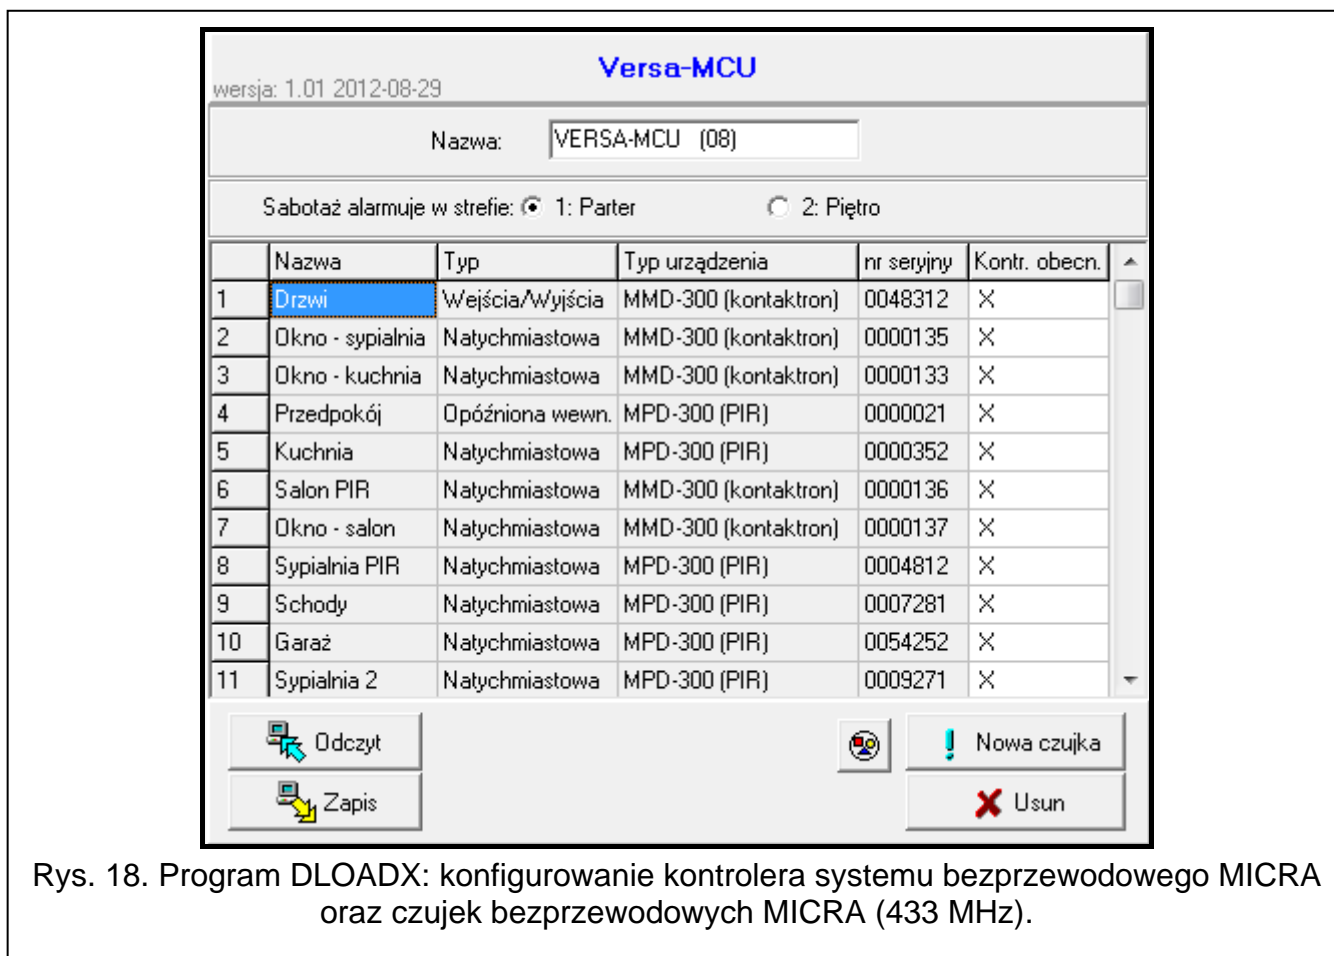 Versa-MCU
wersja: 1.01 2012-08-29
Nazwa: VERSA-MCU (08)
Sabotaż alarmuje w strefie: 1: Parter 2: Piętro
Nazwa Typ Typ urządzenia nr seryjny Kontr. obecn.
1 Drzwi Wejścia/Wyjścia MMD-300 (kontaktron) 0048312 X
2 Okno - sypialnia Natychmiastowa MMD-300 (kontaktron) 0000135 X
3 Okno - kuchnia Natychmiastowa MMD-300 (kontaktron) 0000133 X
4 Przedpokój Opóźniona wewn. MPD-300 (PIR) 0000021 X
5 Kuchnia Natychmiastowa MPD-300 (PIR) 0000352 X
6 Salon PIR Natychmiastowa MMD-300 (kontaktron) 0000136 X
7 Okno - salon Natychmiastowa MMD-300 (kontaktron) 0000137 X
8 Sypialnia PIR Natychmiastowa MPD-300 (PIR) 0004812 X
9 Schody Natychmiastowa MPD-300 (PIR) 0007281 X
10 Garaż Natychmiastowa MPD-300 (PIR) 0054252 X
11 Sypialnia 2 Natychmiastowa MPD-300 (PIR) 0009271 X
Odczyt Nowa czujka
Zapis Usun
Rys. 18. Program DLOADX: konfigurowanie kontrolera systemu bezprzewodowego MICRA
oraz czujek bezprzewodowych MICRA (433 MHz).